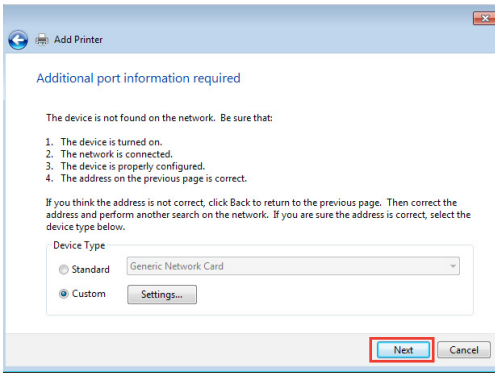 Add Printer
Additional port information required
The device is not found on the network.  Be sure that:
1.  The device is turned on.
2.  The network is connected.
3.  The device is properly configured.
4.  The address on the previous page is correct.
If you think the address is not correct, click Back to return to the previous page.  Then correct the
address and perform another search on the network.  If you are sure the address is correct, select the
device type below.
Device Type
Standard
Generic Network Card
Custom
Settings...
Next
Cancel